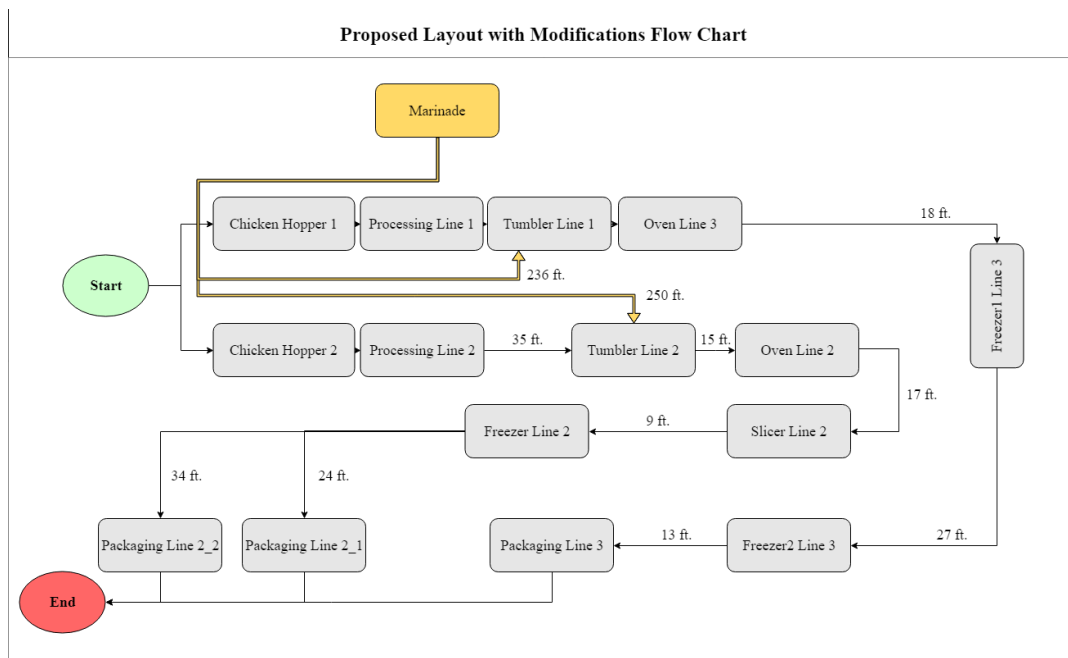 Proposed Layout with Modifications Flow Chart
Marinade
Chicken Hopper 1
Processing Line 1
Tumbler Line 1
Oven Line 3
18 ft.
236 ft.
Start
250 ft.
Freezer1 Line 3
Chicken Hopper 2
Processing Line 2
35 ft.
Tumbler Line 2
15 ft.
Oven Line 2
17 ft.
Freezer Line 2
9 ft.
Slicer Line 2
34 ft.
24 ft.
Packaging Line 2_2
Packaging Line 2_1
Packaging Line 3
13 ft.
Freezer2 Line 3
27 ft.
End